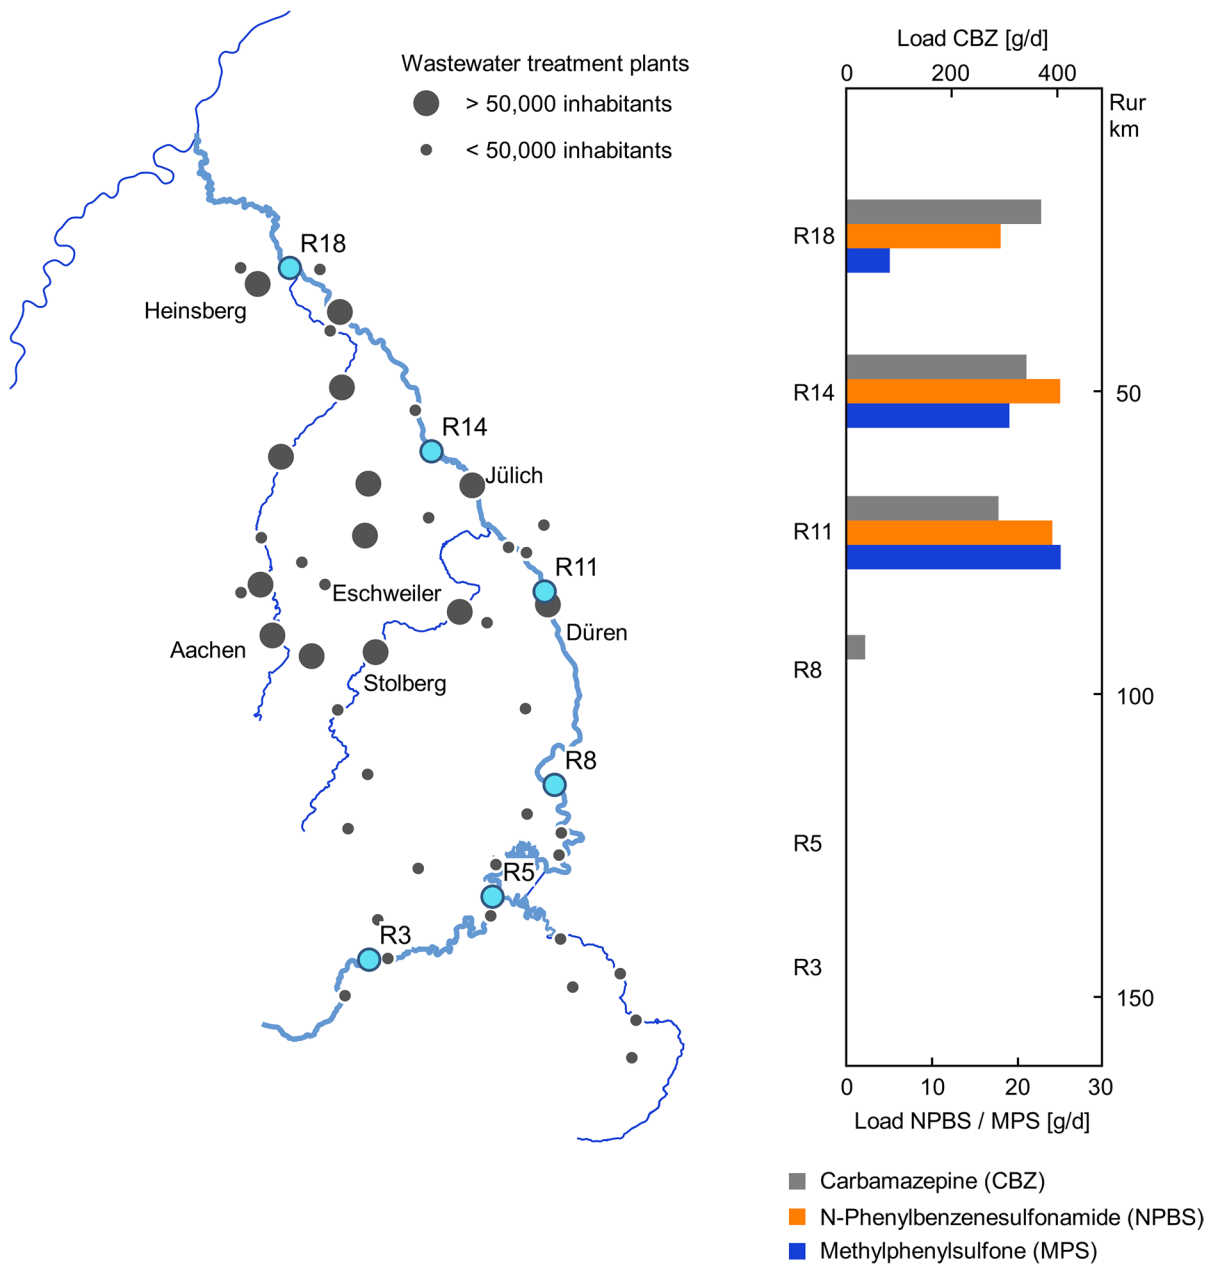 Wastewater treatment plants
> 50,000 inhabitants
< 50,000 inhabitants
R18
Heinsberg
R14
Jülich
R11
Eschweiler
Düren
Aachen
Stolberg
R8
R5
R3
Load CBZ [g/d]
0 200 400
Rur
km
R18
R14
50
R11
R8
100
R5
R3
150
0 10 20 30
Load NPBS / MPS [g/d]
Carbamazepine (CBZ)
N-Phenylbenzenesulfonamide (NPBS)
Methylphenylsulfone (MPS)